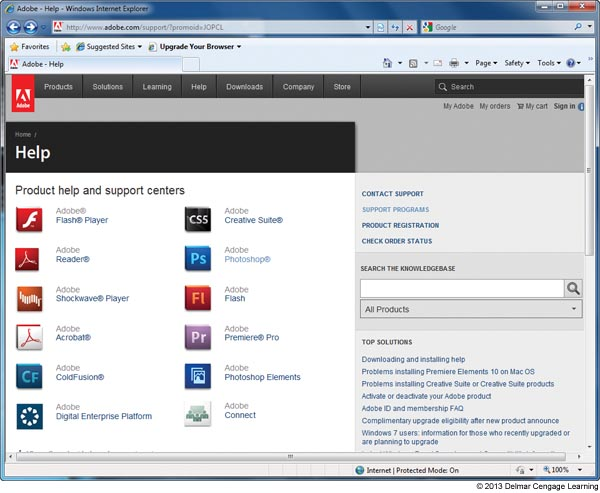 Adobe - Help - Windows Internet Explorer
http://www.adobe.com/support/?promoid=JOPCL
Google
Favorites
Suggested Sites
Upgrade Your Browser
Adobe - Help
Page
Safety
Tools
Adobe
Products
Solutions
Learning
Help
Downloads
Company
Store
Search
My Adobe
My orders
My cart
Sign in
Home /
Help
Product help and support centers
Adobe®
Flash® Player
CS5
Adobe
Creative Suite®
Adobe
Reader®
Ps
Adobe
Photoshop®
Adobe
Shockwave® Player
Fl
Adobe
Flash
Adobe
Acrobat®
Pr
Adobe
Premiere® Pro
CF
Adobe
ColdFusion®
Adobe
Photoshop Elements
Adobe
Digital Enterprise Platform
Adobe
Connect
CONTACT SUPPORT
SUPPORT PROGRAMS
PRODUCT REGISTRATION
CHECK ORDER STATUS
SEARCH THE KNOWLEDGEBASE
All Products
TOP SOLUTIONS
Downloading and installing help
Problems installing Premiere Elements 10 on Mac OS
Problems installing Creative Suite or Creative Suite products
Activate or deactivate your Adobe product
Adobe ID and membership FAQ
Complimentary upgrade eligibility after new product announce
Windows 7 users: information for those who recently upgraded or
are planning to upgrade
Internet | Protected Mode: On
100%
© 2013 Delmar Cengage Learning